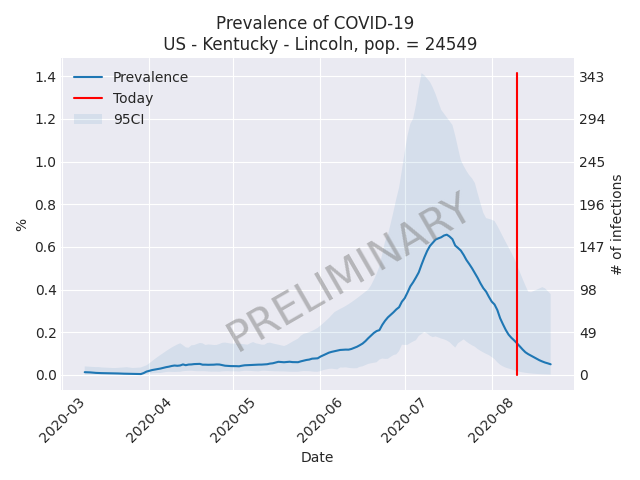 Prevalence of COVID-19
US - Kentucky - Lincoln, pop. = 24549
Prevalence
Today
95CI
PRELIMINARY
%
1.4
1.2
1.0
0.8
0.6
0.4
0.2
0.0
343
294
245
196
147
98
49
0
# of infections
2020-03
2020-04
2020-05
2020-06
2020-07
2020-08
Date